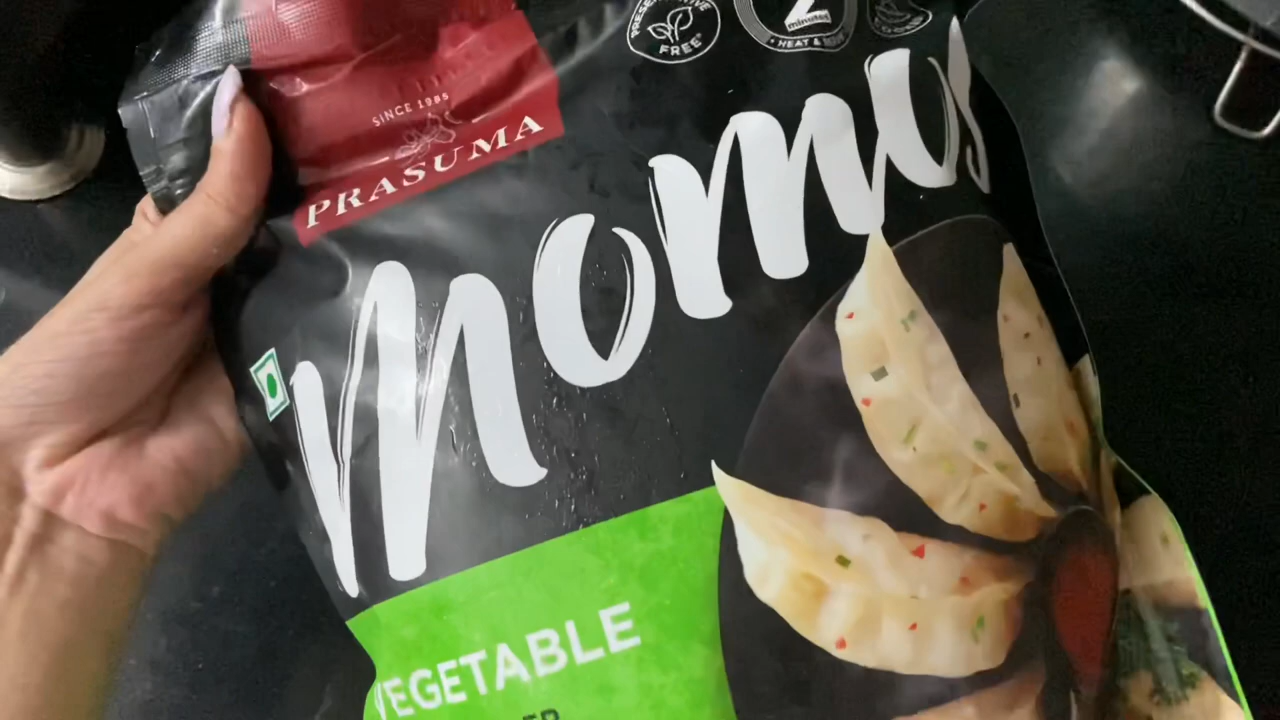 PRESERVATIVE
FREE
2
minutes
HEAT &
SINCE 1985
PRASUMA
Momos
VEGETABLE